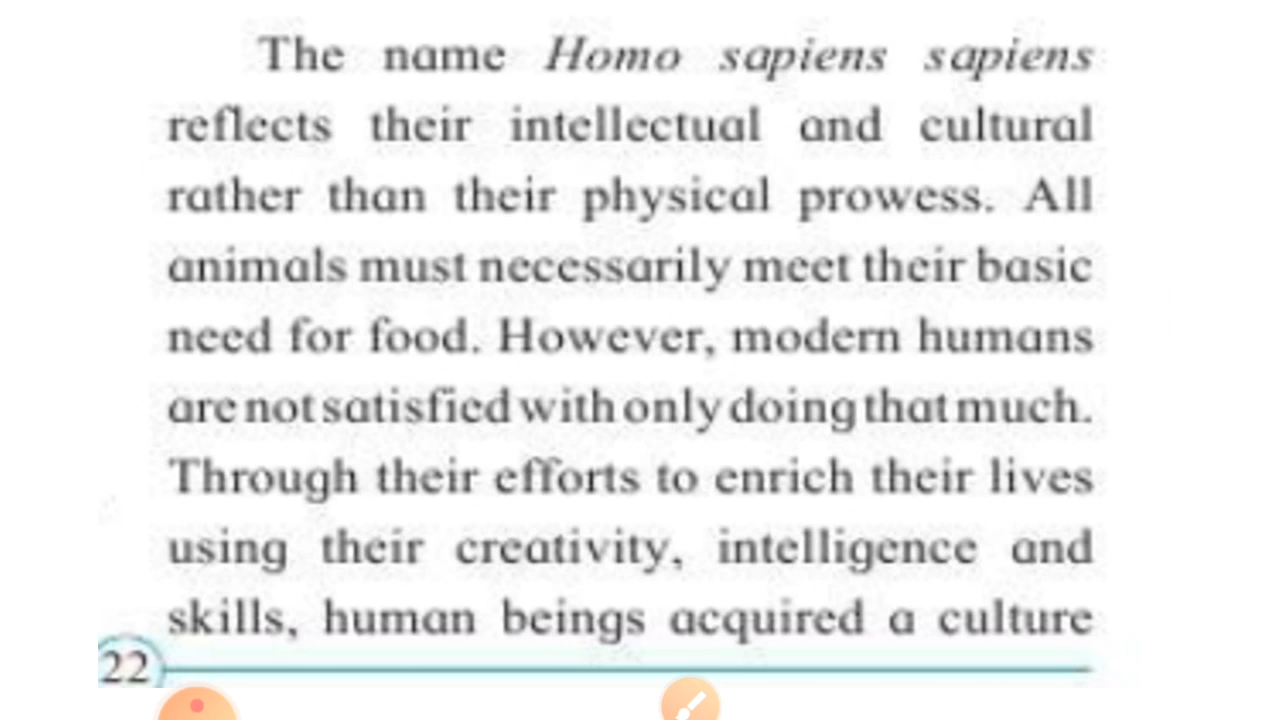 The name Homo sapiens sapiens
reflects their intellectual and cultural
rather than their physical prowess. All
animals must necessarily meet their basic
need for food. However, modern humans
are not satisfied with only doing that much.
Through their efforts to enrich their lives
using their creativity, intelligence and
skills, human beings acquired a culture
22